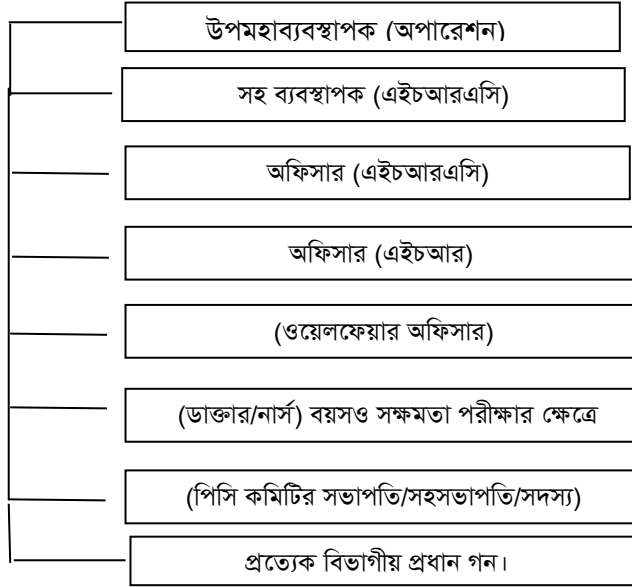 উপমহাব্যবস্থাপক (অপারেশন)
সহ ব্যবস্থাপক (এইচআরএসি)
অফিসার (এইচআরএসি)
অফিসার (এইচআর)
(ওয়েলফেয়ার অফিসার)
(ডাক্তার/নার্স) বয়সও সক্ষমতা পরীক্ষার ক্ষেত্রে
(পিসি কমিটির সভাপতি/সহসভাপতি/সদস্য)
প্রত্যেক বিভাগীয় প্রধান গন।